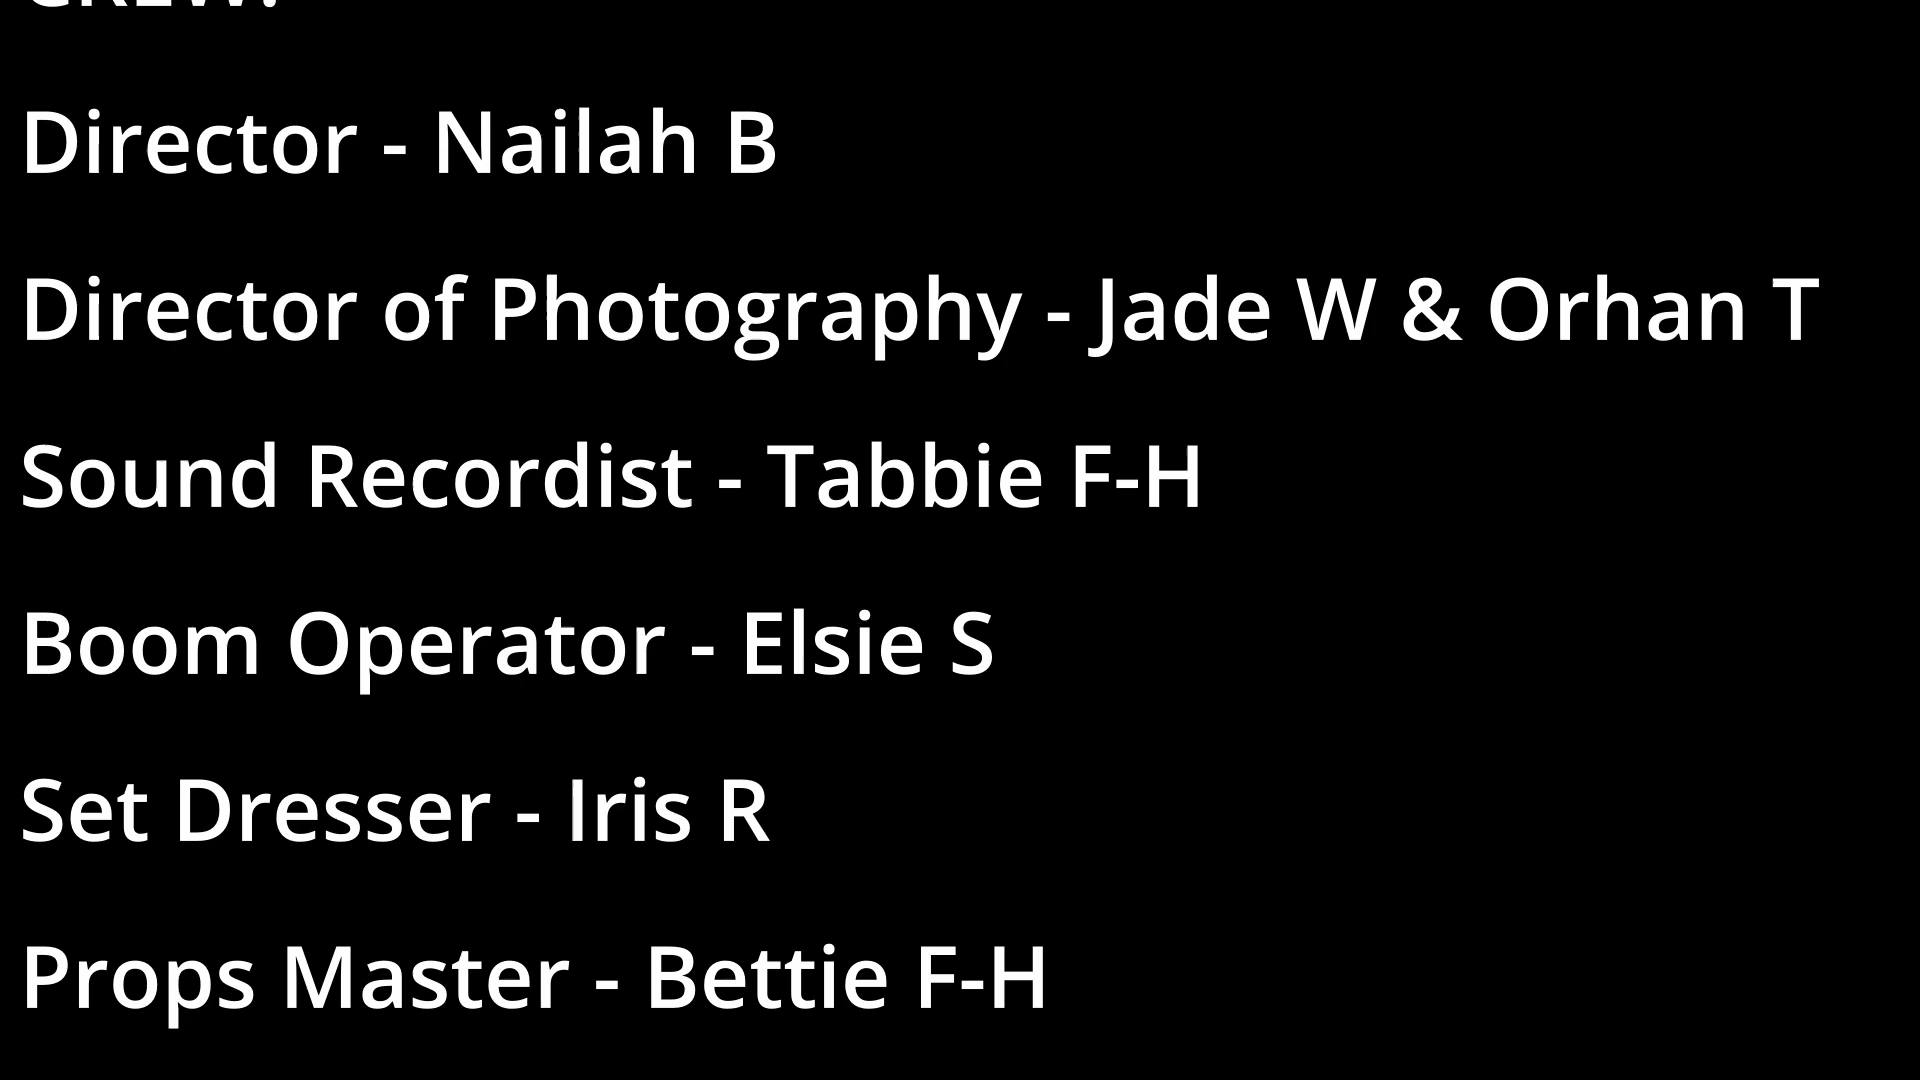 CREW:
Director - Nailah B
Director of Photography - Jade W & Orhan T
Sound Recordist - Tabbie F-H
Boom Operator - Elsie S
Set Dresser - Iris R
Props Master - Bettie F-H